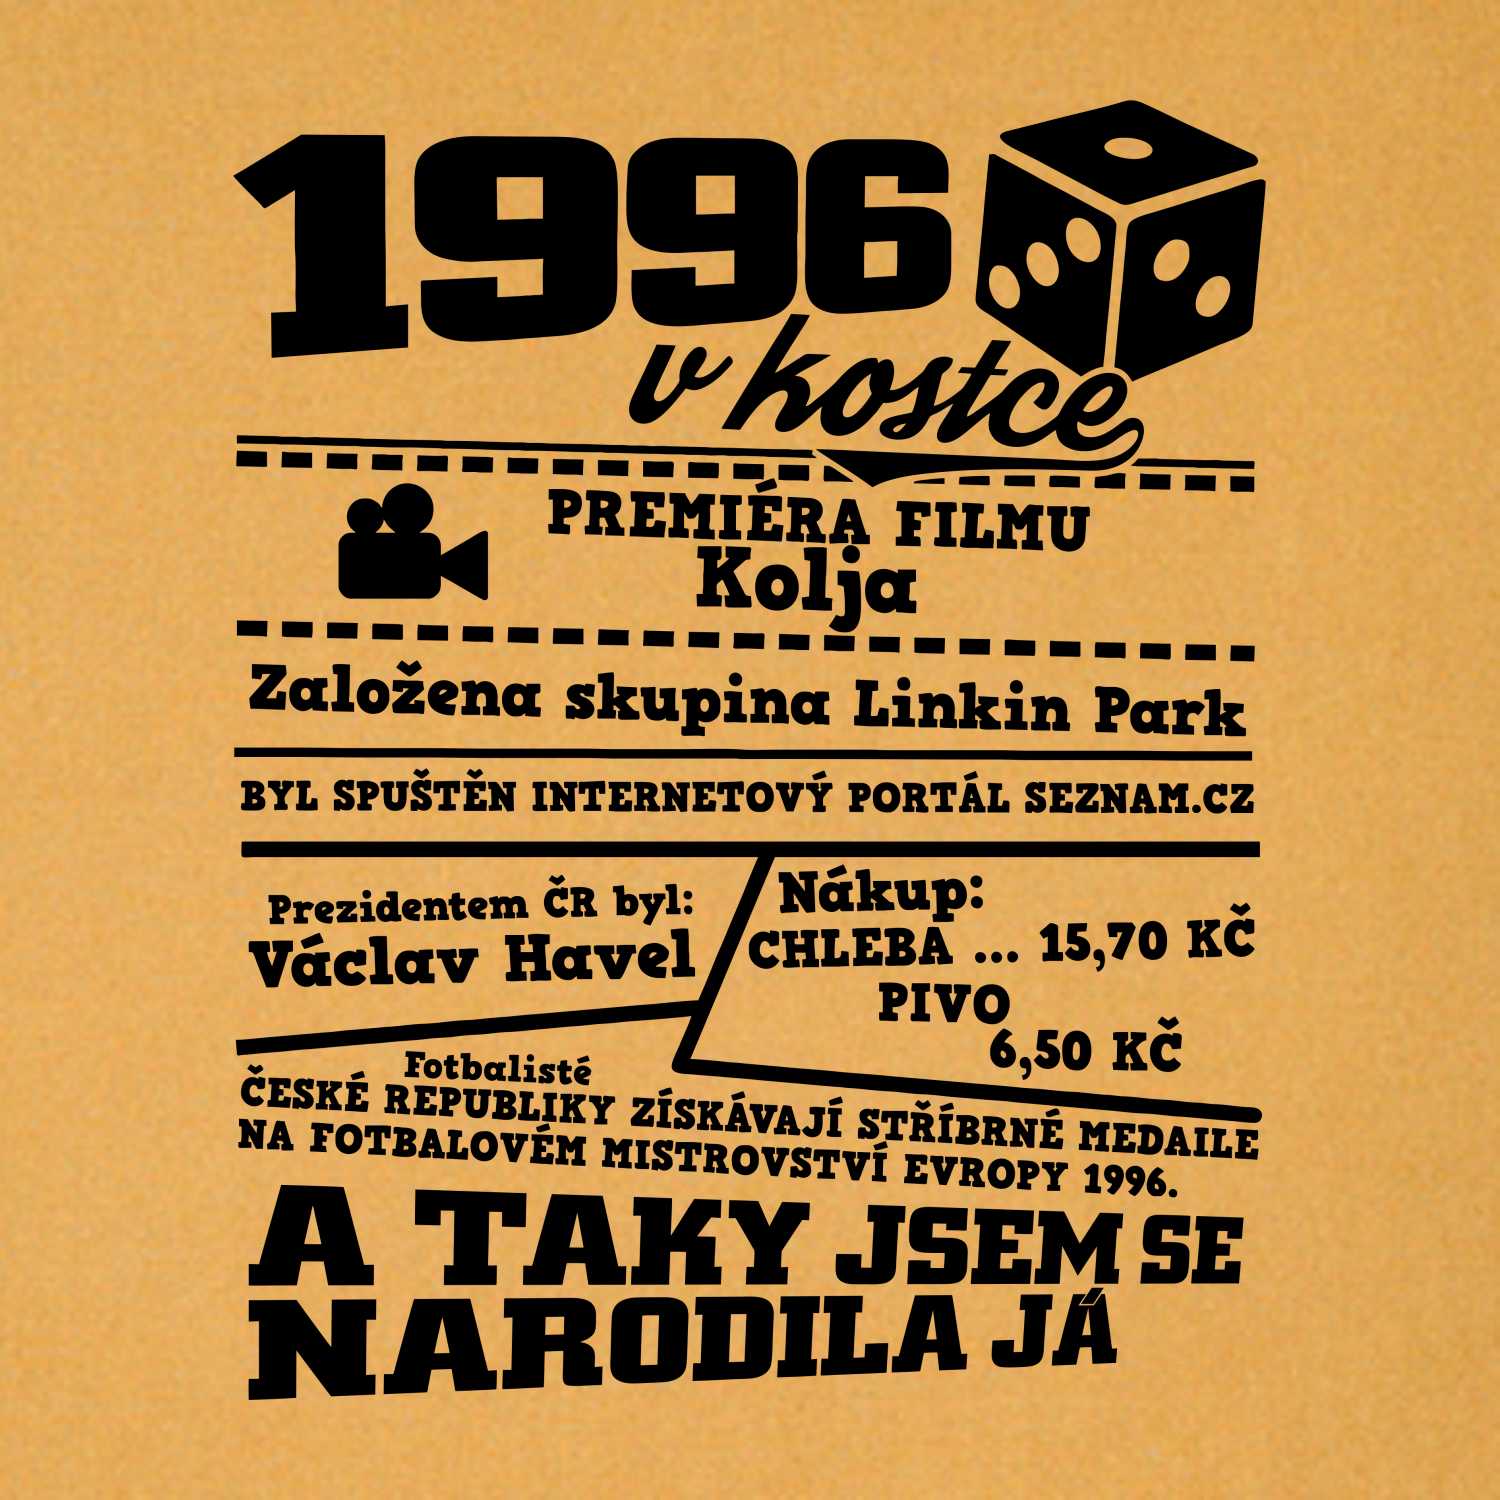 1996
v kostce
PREMIÉRA FILMU
Kolja
Založena skupina Linkin Park
BYL SPUŠTĚN INTERNETOVÝ PORTÁL SEZNAM.CZ
Prezidentem ČR byl:
Václav Havel
Nákup:
CHLEBA ... 15,70 KČ
PIVO
6,50 KČ
Fotbalisté
ČESKÉ REPUBLIKY ZÍSKÁVAJÍ STŘÍBRNÉ MEDAILE
NA FOTBALOVÉM MISTROVSTVÍ EVROPY 1996.
A TAKY JSEM SE
NARODILA JÁ